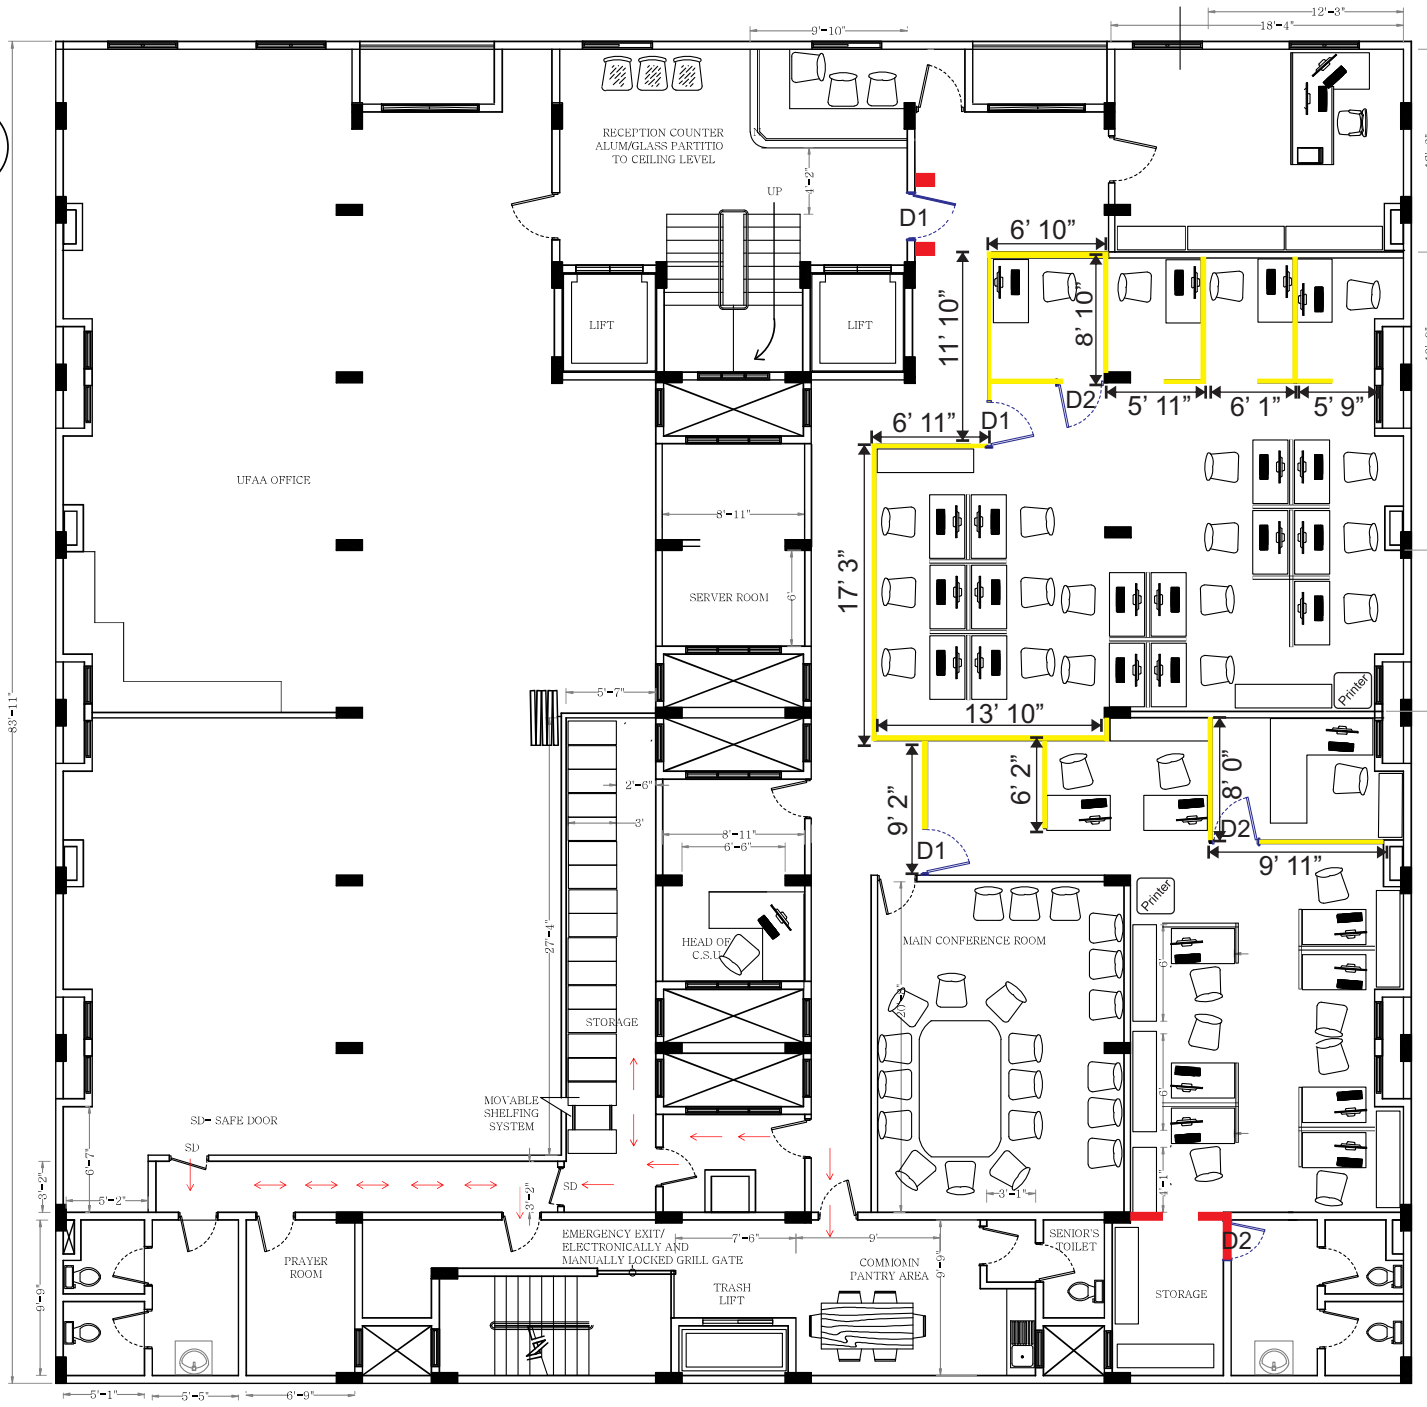 12'-3"
18'-4"
9'-10"
RECEPTION COUNTER
ALUM/GLASS PARTITIO
TO CEILING LEVEL
4'-2"
UP
D1
6’ 10”
11’ 10”
8’ 10”
LIFT
LIFT
D2
5’ 11”
6’ 1”
5’ 9”
6’ 11”
D1
UFAA OFFICE
8'-11"
17’ 3”
SERVER ROOM
6'
83'-11"
5'-7"
Printer
13’ 10”
2'-6"
3'
9’ 2”
6’ 2”
8’ 0”
D2
8'-11"
6'-6"
D1
9’ 11”
Printer
27'-4"
HEAD OF
C.S.U
MAIN CONFERENCE ROOM
6'
STORAGE
6'
MOVABLE
SHELFING
SYSTEM
SD- SAFE DOOR
SD
6'-7"
3'-2"
5'-2"
SD
3'-2"
3'-1"
4'-1"
EMERGENCY EXIT/
ELECTRONICALLY AND
MANUALLY LOCKED GRILL GATE
7'-6"
9'
SENIOR'S
TOILET
D2
PRAYER
ROOM
COMMOMN
PANTRY AREA
9'-9"
9'-9"
TRASH
LIFT
STORAGE
5'-1"
5'-5"
6'-9"